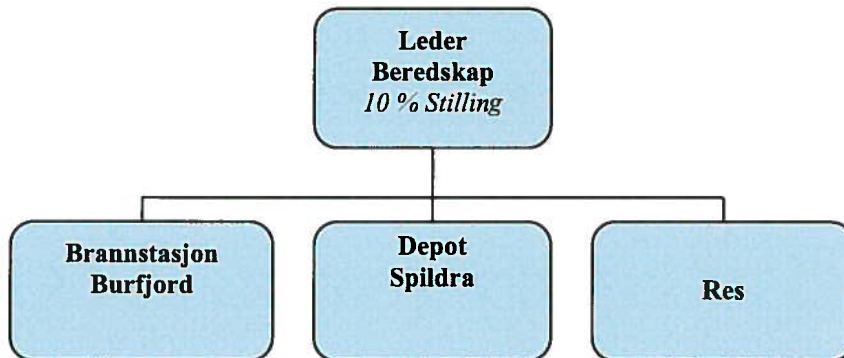 Leder
Beredskap
10 % Stilling
Brannstasjon
Burfjord
Depot
Spildra
Res